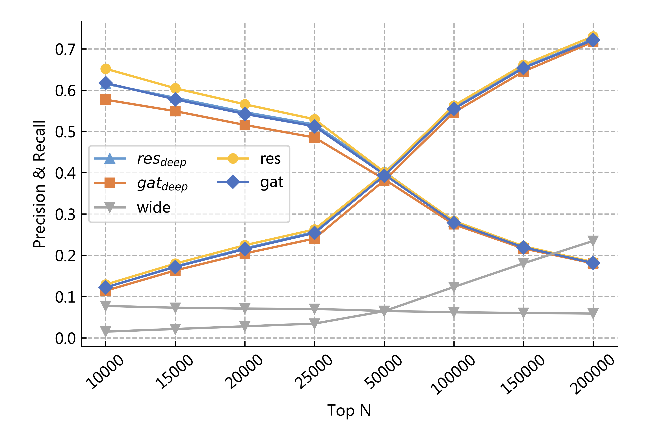 Precision & Recall
0.7
0.6
0.5
0.4
0.3
0.2
0.1
0.0
res_deep
gat_deep
wide
res
gat
10000
15000
20000
25000
50000
100000
150000
200000
Top N